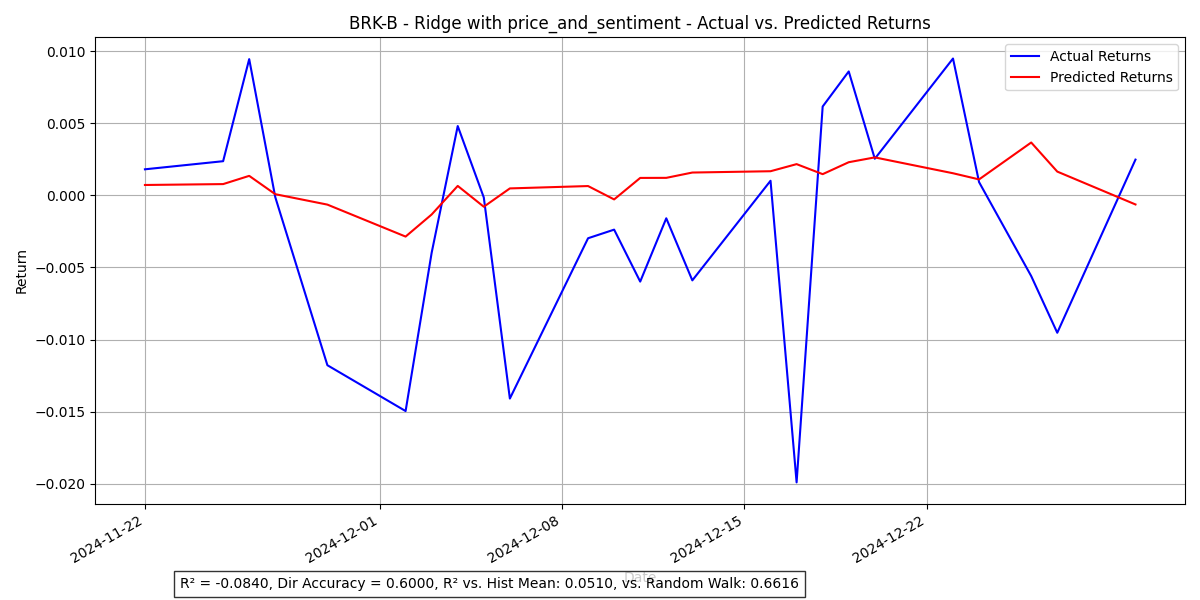 BRK-B - Ridge with price_and_sentiment - Actual vs. Predicted Returns
Actual Returns
Predicted Returns
0.010
0.005
0.000
−0.005
−0.010
−0.015
−0.020
Return
2024-11-22
2024-12-01
2024-12-08
2024-12-15
2024-12-22
Date
R² = -0.0840, Dir Accuracy = 0.6000, R² vs. Hist Mean: 0.0510, vs. Random Walk: 0.6616